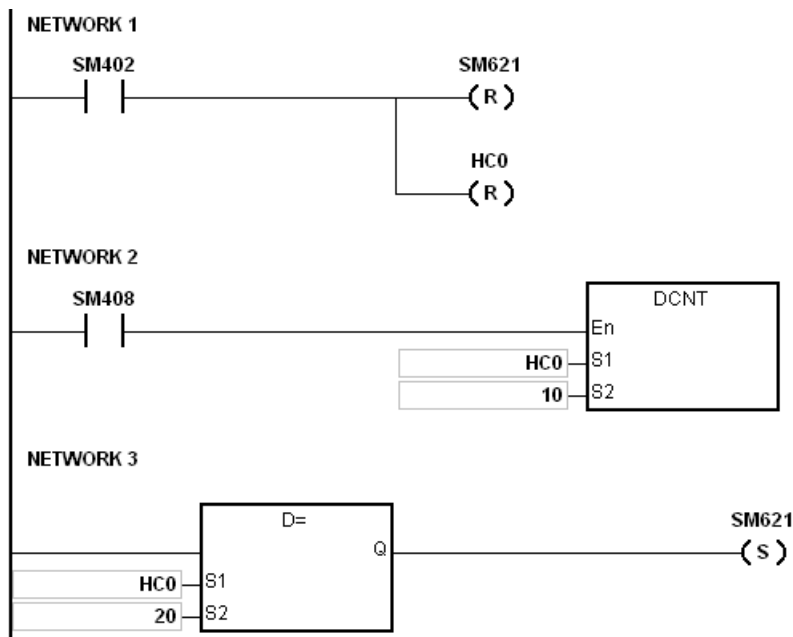 NETWORK 1
SM402
SM621
( R )
HC0
( R )
NETWORK 2
SM408
DCNT
En
HC0 S1
10 S2
NETWORK 3
D=
SM621
Q
( S )
HC0 S1
20 S2